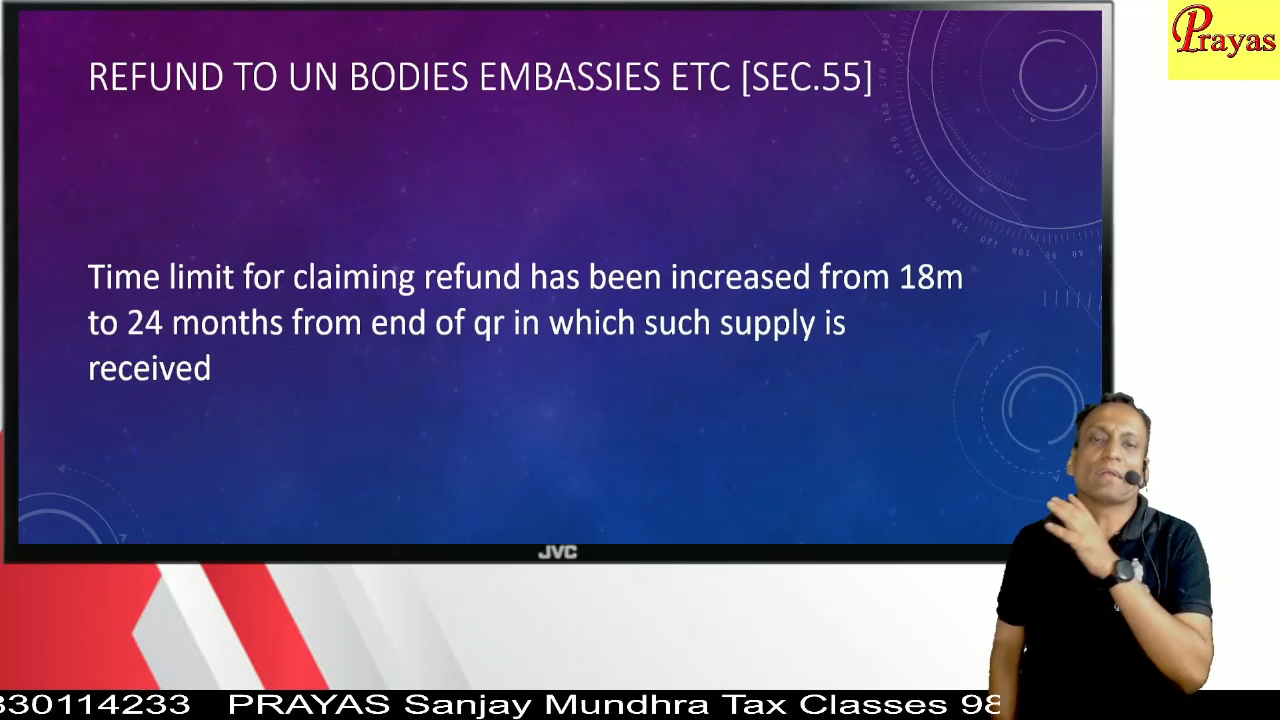 REFUND TO UN BODIES EMBASSIES ETC [SEC.55]
Prayas
Time limit for claiming refund has been increased from 18m
to 24 months from end of qr in which such supply is
received
JVC
330114233 PRAYAS Sanjay Mundhra Tax Classes 98